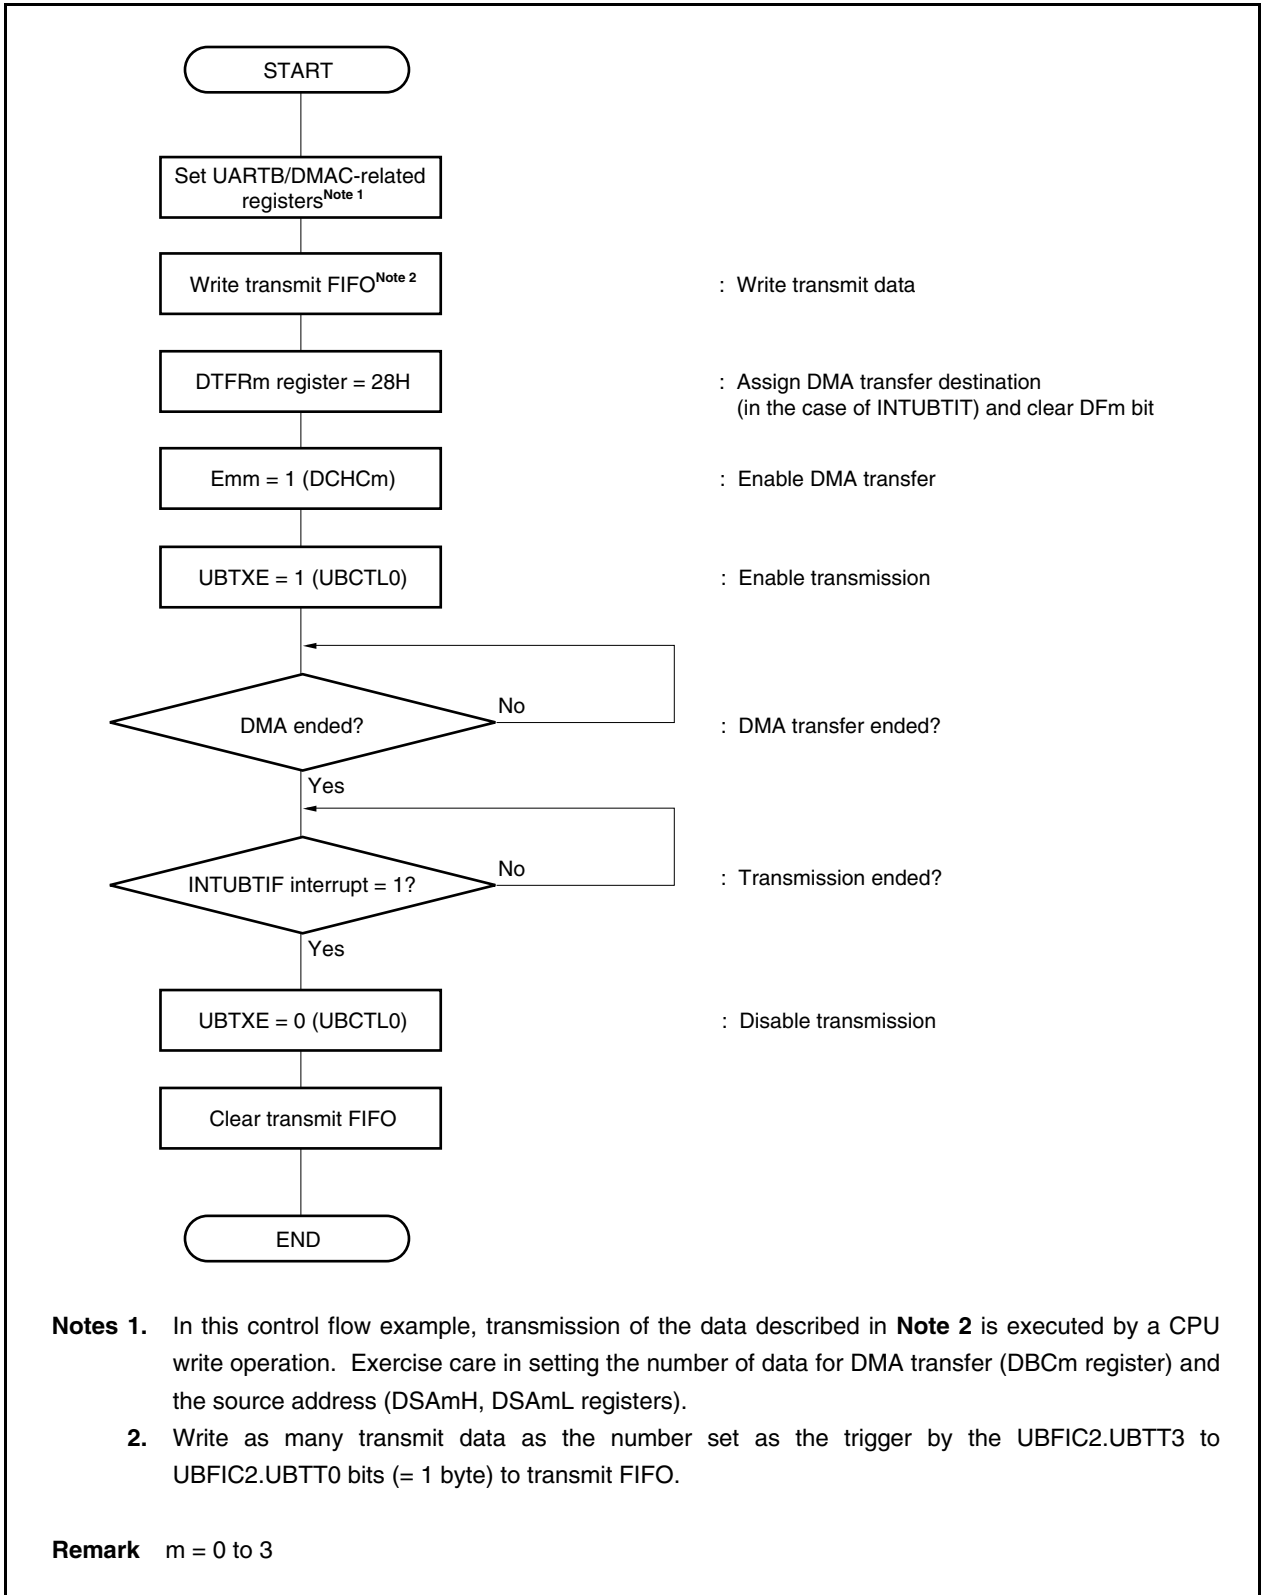 START
Set UARTB/DMAC-related
registersNote 1
Write transmit FIFONote 2
: Write transmit data
DTFRm register = 28H
: Assign DMA transfer destination
(in the case of INTUBTIT) and clear DFm bit
Emm = 1 (DCHCm)
: Enable DMA transfer
UBTXE = 1 (UBCTL0)
: Enable transmission
DMA ended?
No
: DMA transfer ended?
Yes
INTUBTIF interrupt = 1?
No
: Transmission ended?
Yes
UBTXE = 0 (UBCTL0)
: Disable transmission
Clear transmit FIFO
END
Notes 1. In this control flow example, transmission of the data described in Note 2 is executed by a CPU
write operation. Exercise care in setting the number of data for DMA transfer (DBCm register) and
the source address (DSAmH, DSAmL registers).
2. Write as many transmit data as the number set as the trigger by the UBFIC2.UBTT3 to
UBFIC2.UBTT0 bits (= 1 byte) to transmit FIFO.
Remark m = 0 to 3